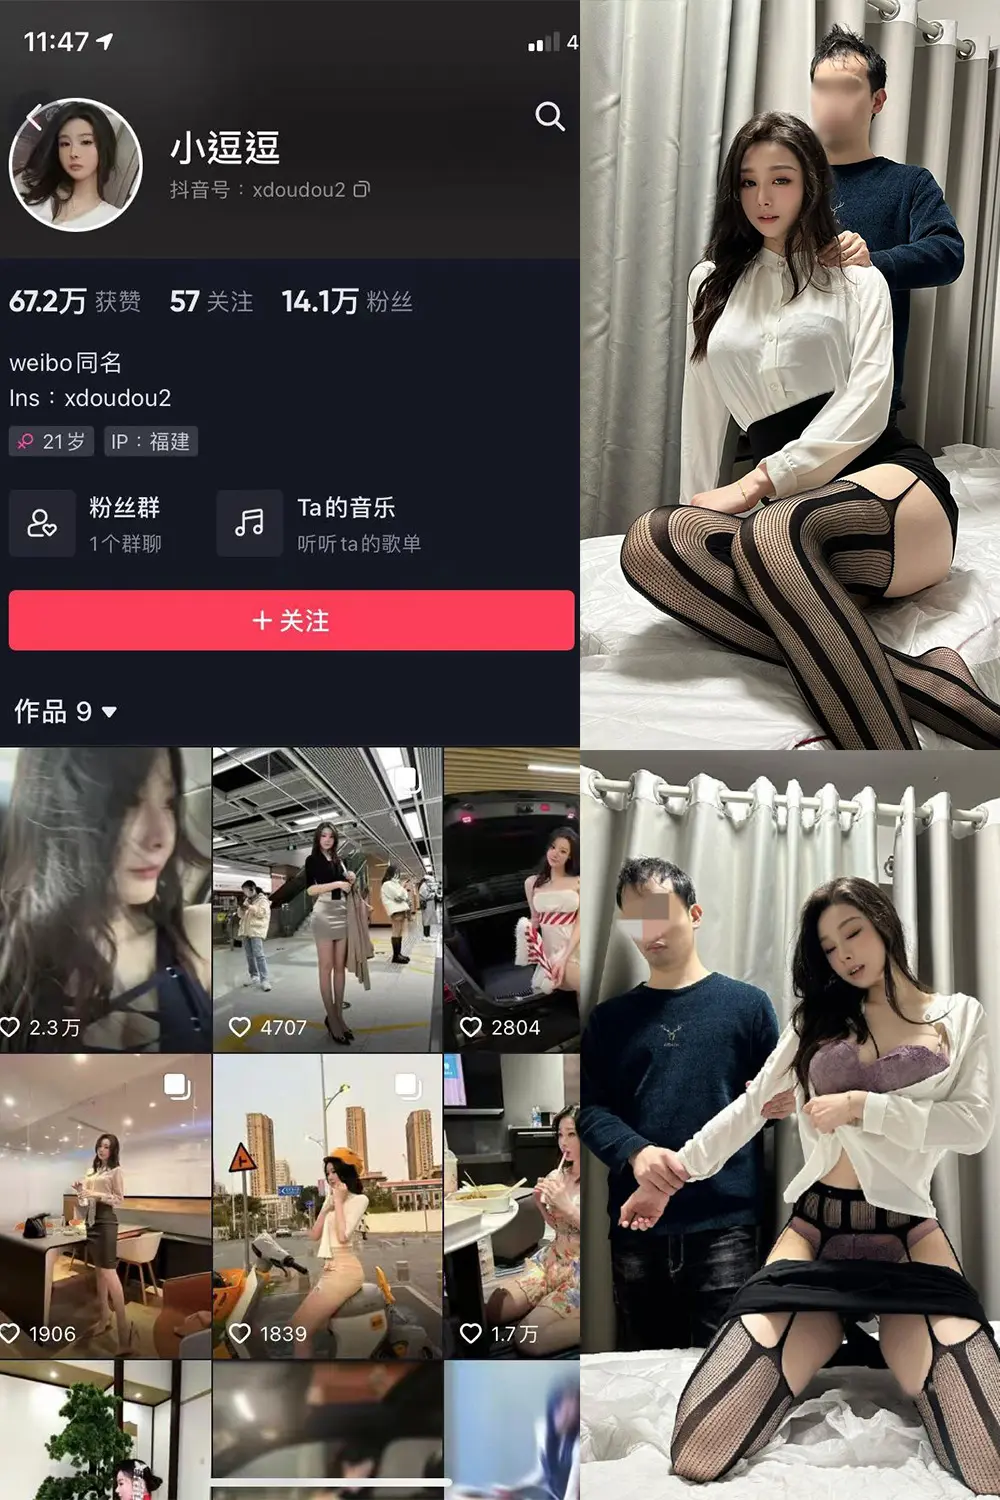 11:47
4
小逗逗
抖音号：xdoudou2
67.2万 获赞 57 关注 14.1万 粉丝
weibo同名
Ins：xdoudou2
21岁 IP：福建
粉丝群
1个群聊
Ta的音乐
听听ta的歌单
+ 关注
作品 9
2.3万
4707
2804
1906
1839
1.7万